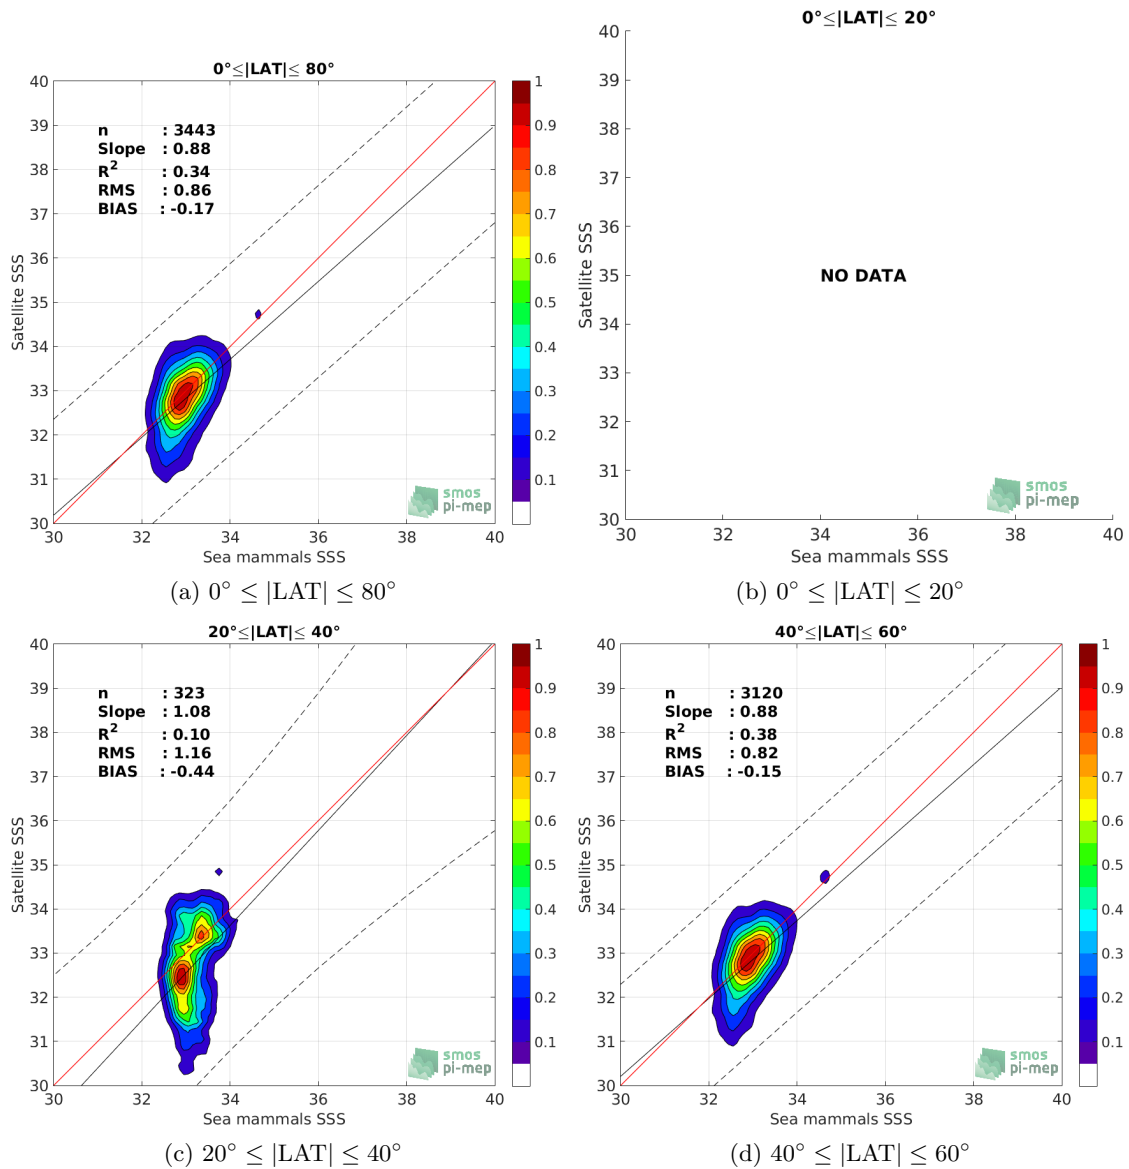 0°≤|LAT|≤ 80°
40
39
38
37
36
35
34
33
32
31
30
Satellite SSS
n : 3443
Slope : 0.88
R2 : 0.34
RMS : 0.86
BIAS : -0.17
smos
pi-mep
30 32 34 36 38 40
Sea mammals SSS
1
0.9
0.8
0.7
0.6
0.5
0.4
0.3
0.2
0.1
(a) 0° ≤ |LAT| ≤ 80°
0°≤|LAT|≤ 20°
40
39
38
37
36
35
34
33
32
31
30
Satellite SSS
NO DATA
smos
pi-mep
30 32 34 36 38 40
Sea mammals SSS
(b) 0° ≤ |LAT| ≤ 20°
20°≤|LAT|≤ 40°
40
39
38
37
36
35
34
33
32
31
30
Satellite SSS
n : 323
Slope : 1.08
R2 : 0.10
RMS : 1.16
BIAS : -0.44
smos
pi-mep
30 32 34 36 38 40
Sea mammals SSS
1
0.9
0.8
0.7
0.6
0.5
0.4
0.3
0.2
0.1
(c) 20° ≤ |LAT| ≤ 40°
40°≤|LAT|≤ 60°
40
39
38
37
36
35
34
33
32
31
30
Satellite SSS
n : 3120
Slope : 0.88
R2 : 0.38
RMS : 0.82
BIAS : -0.15
smos
pi-mep
30 32 34 36 38 40
Sea mammals SSS
1
0.9
0.8
0.7
0.6
0.5
0.4
0.3
0.2
0.1
(d) 40° ≤ |LAT| ≤ 60°